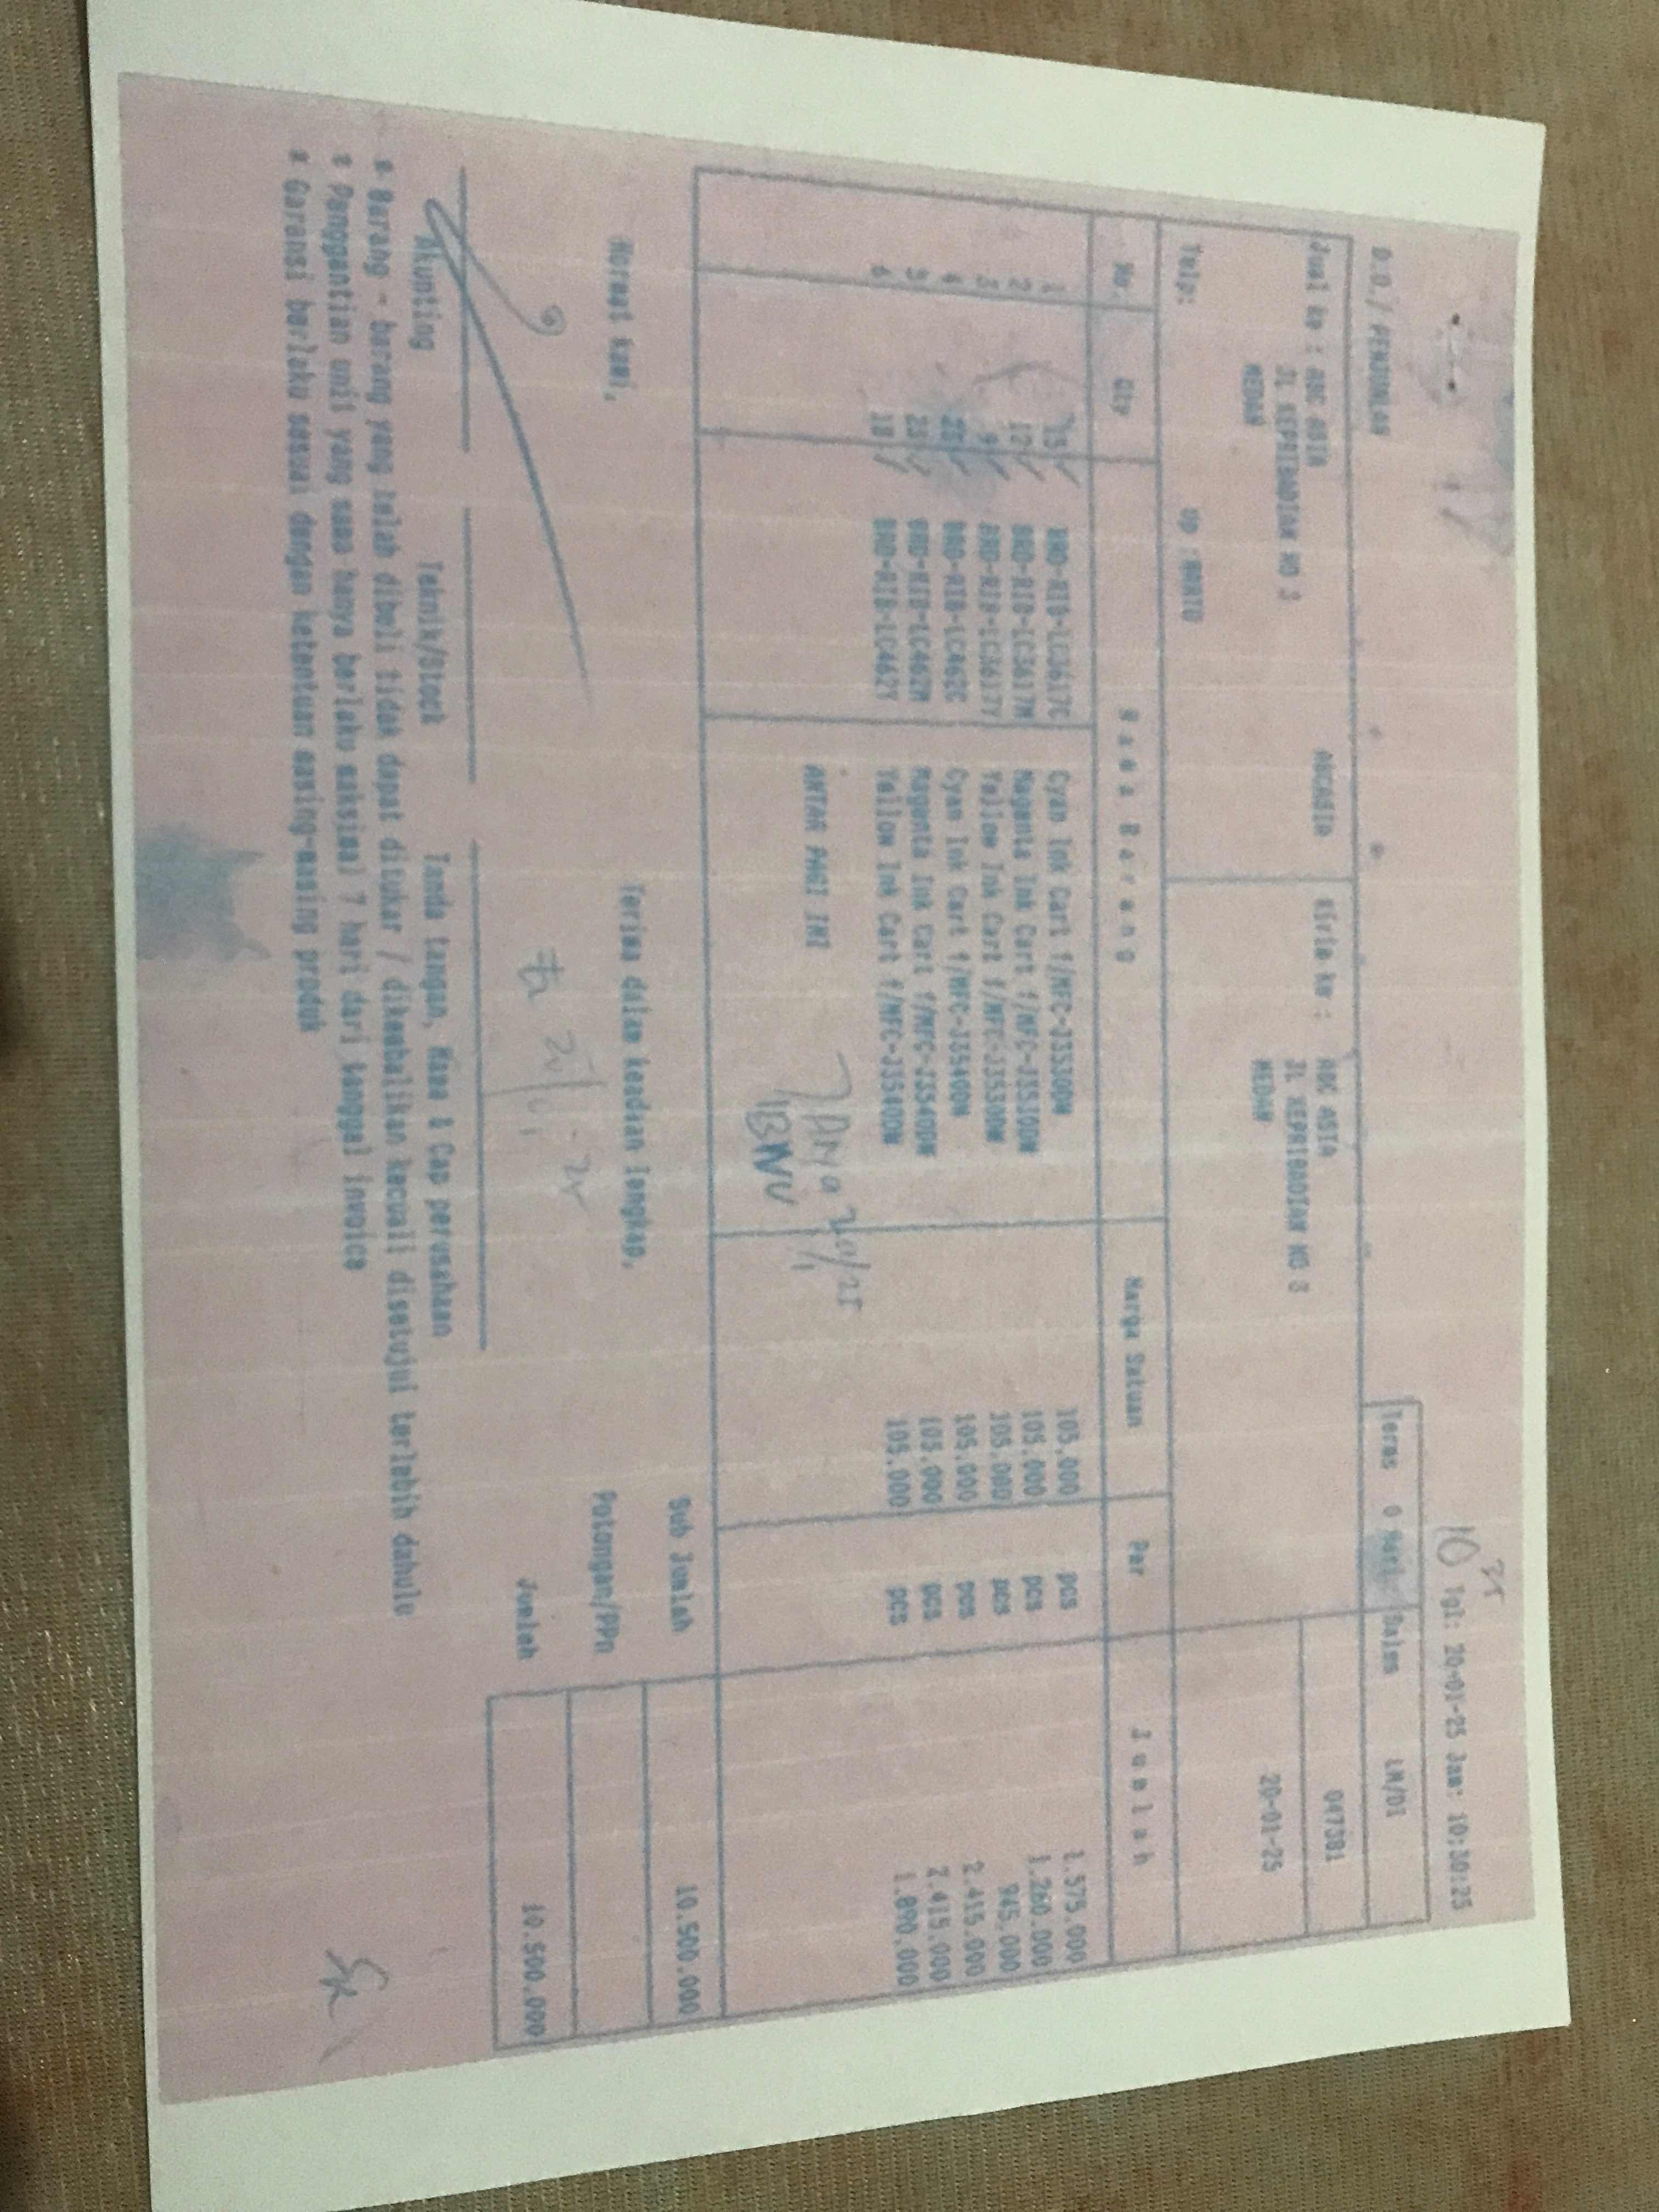 10 35 Tgl: 20-01-25 Jam: 10:30:25
D.O./ PENJUALAN
Terms 0 Hari Sales LM/DI
Jual ke : ABC ASIA ABCASIA Kirim ke : ABC ASIA 047381
JL KEPRIBADIAN NO 3 JL KEPRIBADIAN NO 3
MEDAN MEDAN 20-01-25
Telp: Up :
No. Qty Nama Barang Harga Satuan Per Jumlah
1 15 BRO-RIB-LC3617C Cyan Ink Cart f/MFC-J3530DW 105.000 pcs 1.575.000
2 12 BRO-RIB-LC3617M Magenta Ink Cart f/MFC-J3530DW 105.000 pcs 1.260.000
3 9 BRO-RIB-LC3617Y Yellow Ink Cart f/MFC-J3530DW 105.000 pcs 945.000
4 23 BRO-RIB-LC462C Cyan Ink Cart f/MFC-J3540DW 105.000 pcs 2.415.000
5 23 BRO-RIB-LC462M Magenta Ink Cart f/MFC-J3540DW 105.000 pcs 2.415.000
6 18 BRO-RIB-LC462Y Yellow Ink Cart f/MFC-J3540DW 105.000 pcs 1.890.000
ANTAR PAGI INI
IBNU
Sub Jumlah 10.500.000
Hormat kami, Terima dalam keadaan lengkap,
Potongan/PPn
Jumlah 10.500.000
Akunting Teknik/Stock Tanda tangan, Nama & Cap perusahaan
* Barang - barang yang telah dibeli tidak dapat ditukar / dikembalikan kecuali disetujui terlebih dahulu
* Penggantian unit yang sama hanya berlaku maksimal 7 hari dari tanggal invoice
* Garansi berlaku sesuai dengan ketentuan masing-masing produk